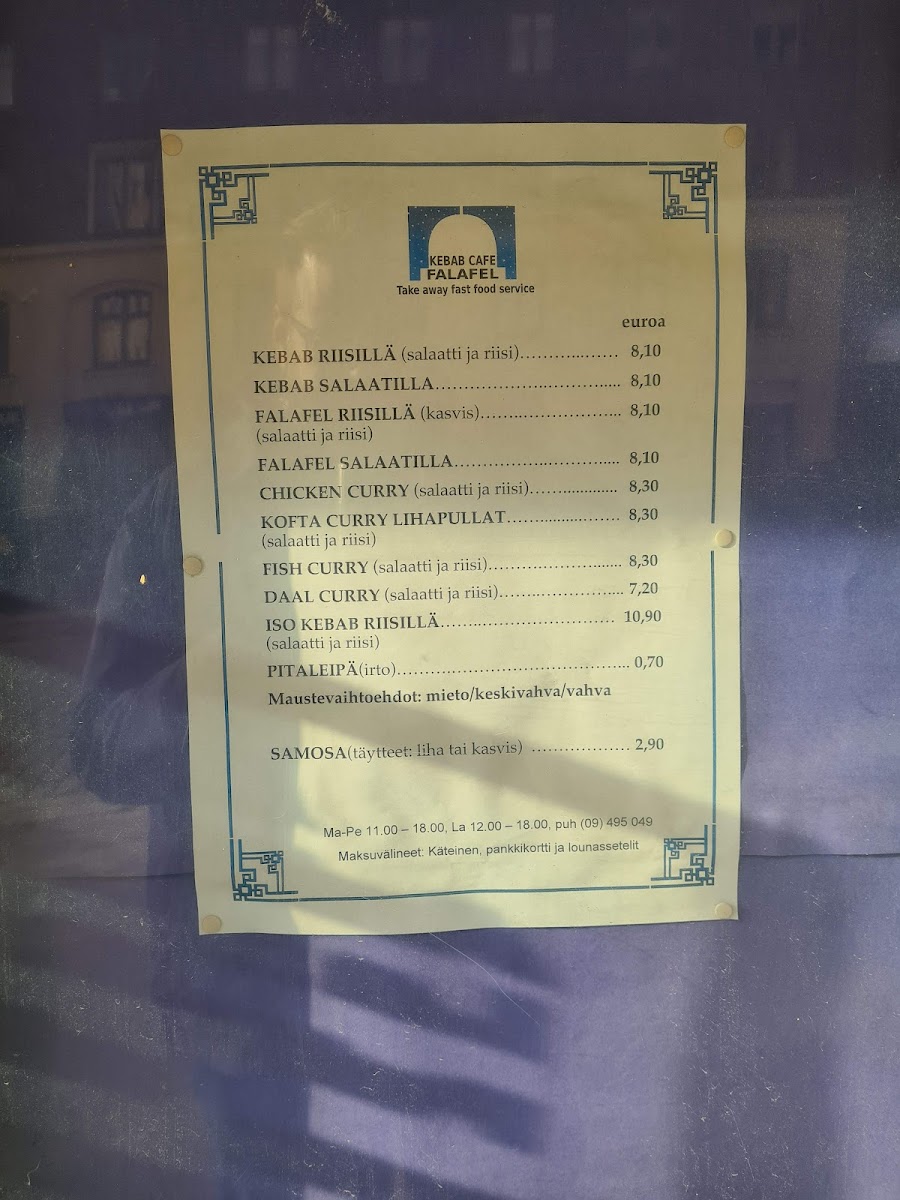 KEBAB CAFE
FALAFEL
Take away fast food service
euroa
KEBAB RIISILLÄ (salaatti ja riisi)..................... 8,10
KEBAB SALAATILLA................................. 8,10
FALAFEL RIISILLÄ (kasvis)......................... 8,10
(salaatti ja riisi)
FALAFEL SALAATILLA.............................. 8,10
CHICKEN CURRY (salaatti ja riisi).................... 8,30
KOFTA CURRY LIHAPULLAT...................... 8,30
(salaatti ja riisi)
FISH CURRY (salaatti ja riisi)........................... 8,30
DAAL CURRY (salaatti ja riisi)........................ 7,20
ISO KEBAB RIISILLÄ................................ 10,90
(salaatti ja riisi)
PITALEIPÄ(irto)............................................ 0,70
Maustevaihtoehdot: mieto/keskivahva/vahva
SAMOSA(täytteet: liha tai kasvis) .................. 2,90
Ma-Pe 11.00 – 18.00, La 12.00 – 18.00, puh (09) 495 049
Maksuvälineet: Käteinen, pankkikortti ja lounassetelit